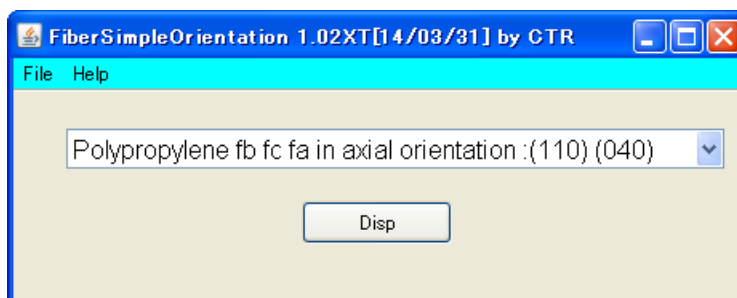 FiberSimpleOrientation 1.02XT[14/03/31] by CTR
File Help
Polypropylene fb fc fa in axial orientation :(110) (040)
Disp